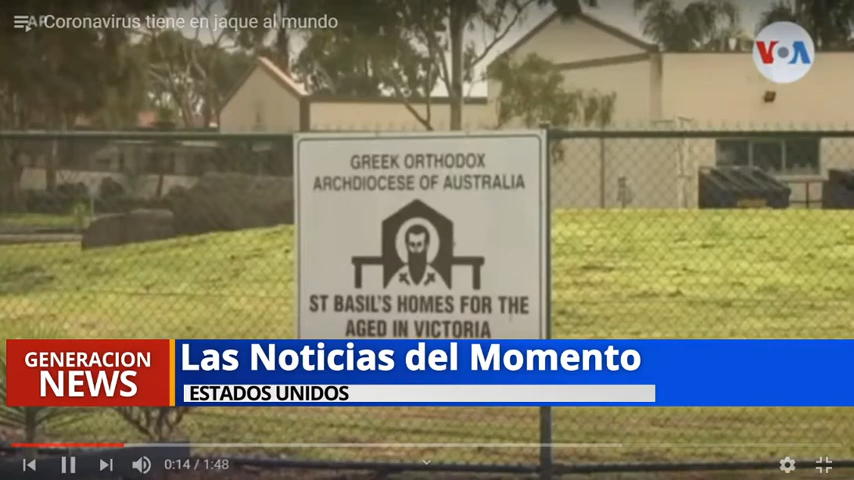 Coronavirus tiene en jaque al mundo
VOA
GREEK ORTHODOX
ARCHDIOCESE OF AUSTRALIA
ST BASIL'S HOMES FOR THE
AGED IN VICTORIA
GENERACION
NEWS
Las Noticias del Momento
ESTADOS UNIDOS
0:14 / 1:48